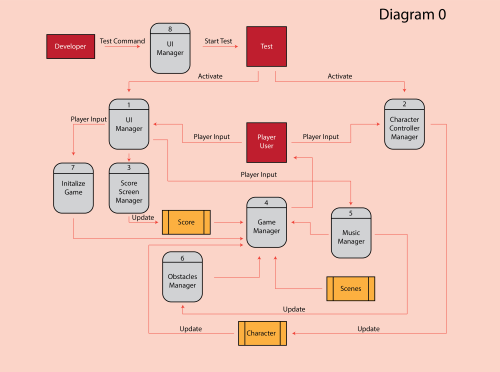 Diagram 0
8
UI
Manager
Developer
Test Command
Start Test
Test
Activate
Activate
1
UI
Manager
2
Character
Controller
Manager
Player Input
Player Input
Player
User
Player Input
7
Initalize
Game
3
Score
Screen
Manager
Player Input
Update
Score
4
Game
Manager
5
Music
Manager
6
Obstacles
Manager
Scenes
Update
Update
Character
Update